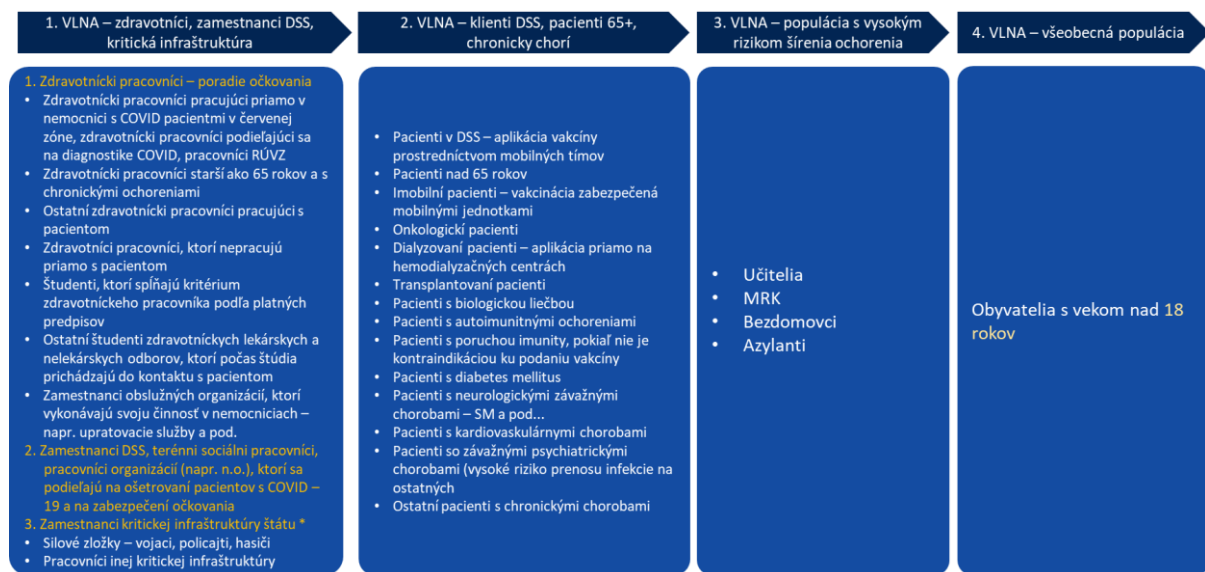 1. VLNA – zdravotníci, zamestnanci DSS,
kritická infraštruktúra
1. Zdravotnícki pracovníci – poradie očkovania
• Zdravotnícki pracovníci pracujúci priamo v
nemocnici s COVID pacientmi v červenej
zóne, zdravotnícki pracovníci podieľajúci sa
na diagnostike COVID, pracovníci RÚVZ
• Zdravotnícki pracovníci starší ako 65 rokov a s
chronickými ochoreniami
• Ostatní zdravotnícki pracovníci pracujúci s
pacientom
• Zdravotníci pracovníci, ktorí nepracujú
priamo s pacientom
• Študenti, ktorí spĺňajú kritérium
zdravotníckeho pracovníka podľa platných
predpisov
• Ostatní študenti zdravotníckych lekárskych a
nelekárskych odborov, ktorí počas štúdia
prichádzajú do kontaktu s pacientom
• Zamestnanci obslužných organizácií, ktorí
vykonávajú svoju činnosť v nemocniciach –
napr. upratovacie služby a pod.
2. Zamestnanci DSS, terénni sociálni pracovníci,
pracovníci organizácií (napr. n.o.), ktorí sa
podieľajú na ošetrovaní pacientov s COVID –
19 a na zabezpečení očkovania
3. Zamestnanci kritickej infraštruktúry štátu *
• Silové zložky – vojaci, policajti, hasiči
• Pracovníci inej kritickej infraštruktúry
2. VLNA – klienti DSS, pacienti 65+,
chronicky chorí
• Pacienti v DSS – aplikácia vakcíny
prostredníctvom mobilných tímov
• Pacienti nad 65 rokov
• Imobilní pacienti – vakcinácia zabezpečená
mobilnými jednotkami
• Onkologickí pacienti
• Dialyzovaní pacienti – aplikácia priamo na
hemodialyzačných centrách
• Transplantovaní pacienti
• Pacienti s biologickou liečbou
• Pacienti s autoimunitnými ochoreniami
• Pacienti s poruchou imunity, pokiaľ nie je
kontraindikáciou ku podaniu vakcíny
• Pacienti s diabetes mellitus
• Pacienti s neurologickými závažnými
chorobami – SM a pod...
• Pacienti s kardiovaskulárnymi chorobami
• Pacienti so závažnými psychiatrickými
chorobami (vysoké riziko prenosu infekcie na
ostatných
• Ostatní pacienti s chronickými chorobami
3. VLNA – populácia s vysokým
rizikom šírenia ochorenia
• Učitelia
• MRK
• Bezdomovci
• Azylanti
4. VLNA – všeobecná populácia
Obyvatelia s vekom nad 18
rokov